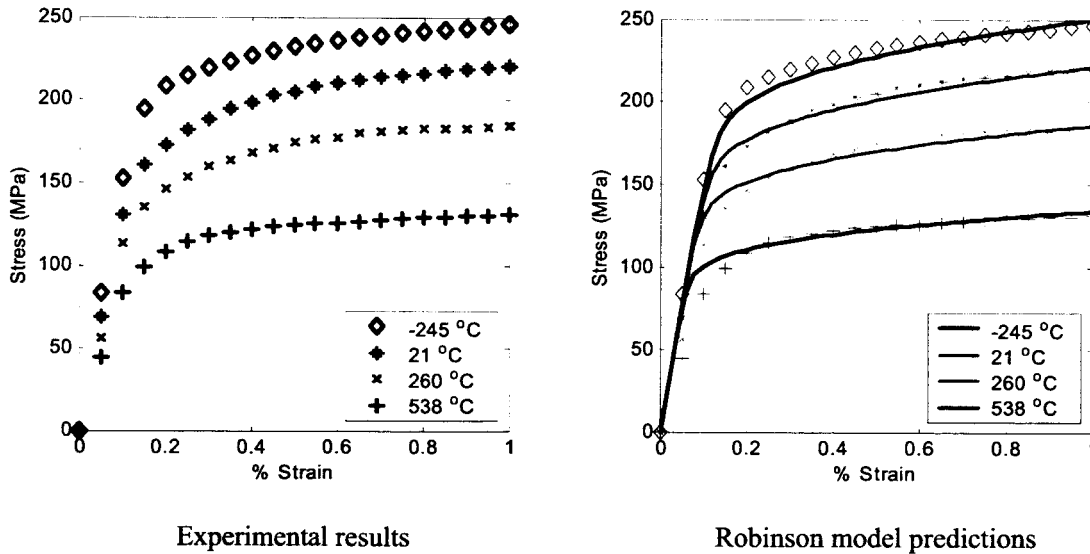 250
200
150
100
50
0
Stress (MPa)
-245 °C
21 °C
260 °C
538 °C
0
0.2
0.4
0.6
0.8
1
% Strain
Experimental results
250
200
150
100
50
0
Stress (MPa)
-245 °C
21 °C
260 °C
538 °C
0
0.2
0.4
0.6
0.8
% Strain
Robinson model predictions